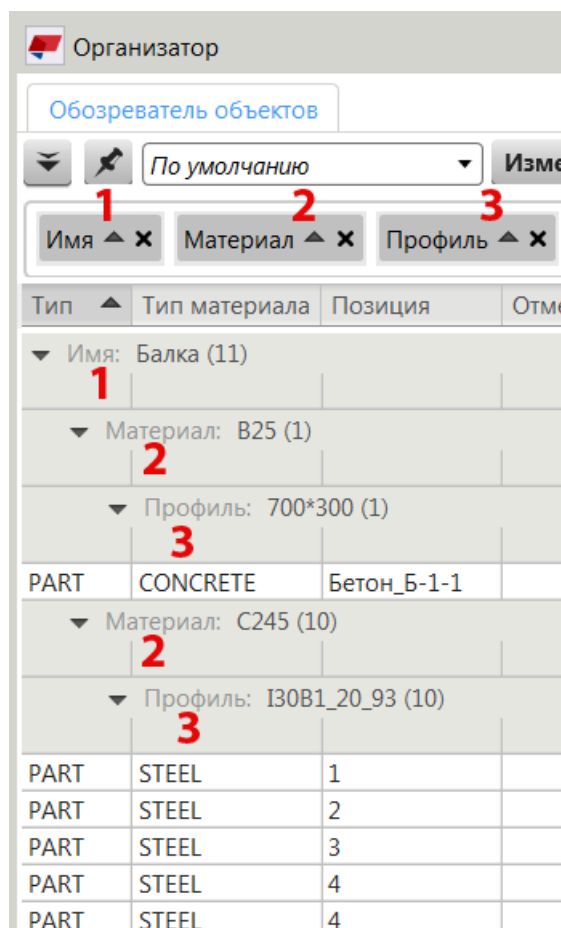 Организатор
Обозреватель объектов
По умолчанию Изме
1 2 3
Имя Материал Профиль
Тип Тип материала Позиция Отме
Имя: Балка (11)
1
Материал: B25 (1)
2
Профиль: 700*300 (1)
3
PART CONCRETE Бетон_Б-1-1
Материал: C245 (10)
2
Профиль: I30B1_20_93 (10)
3
PART STEEL 1
PART STEEL 2
PART STEEL 3
PART STEEL 4
PART STEEL 4